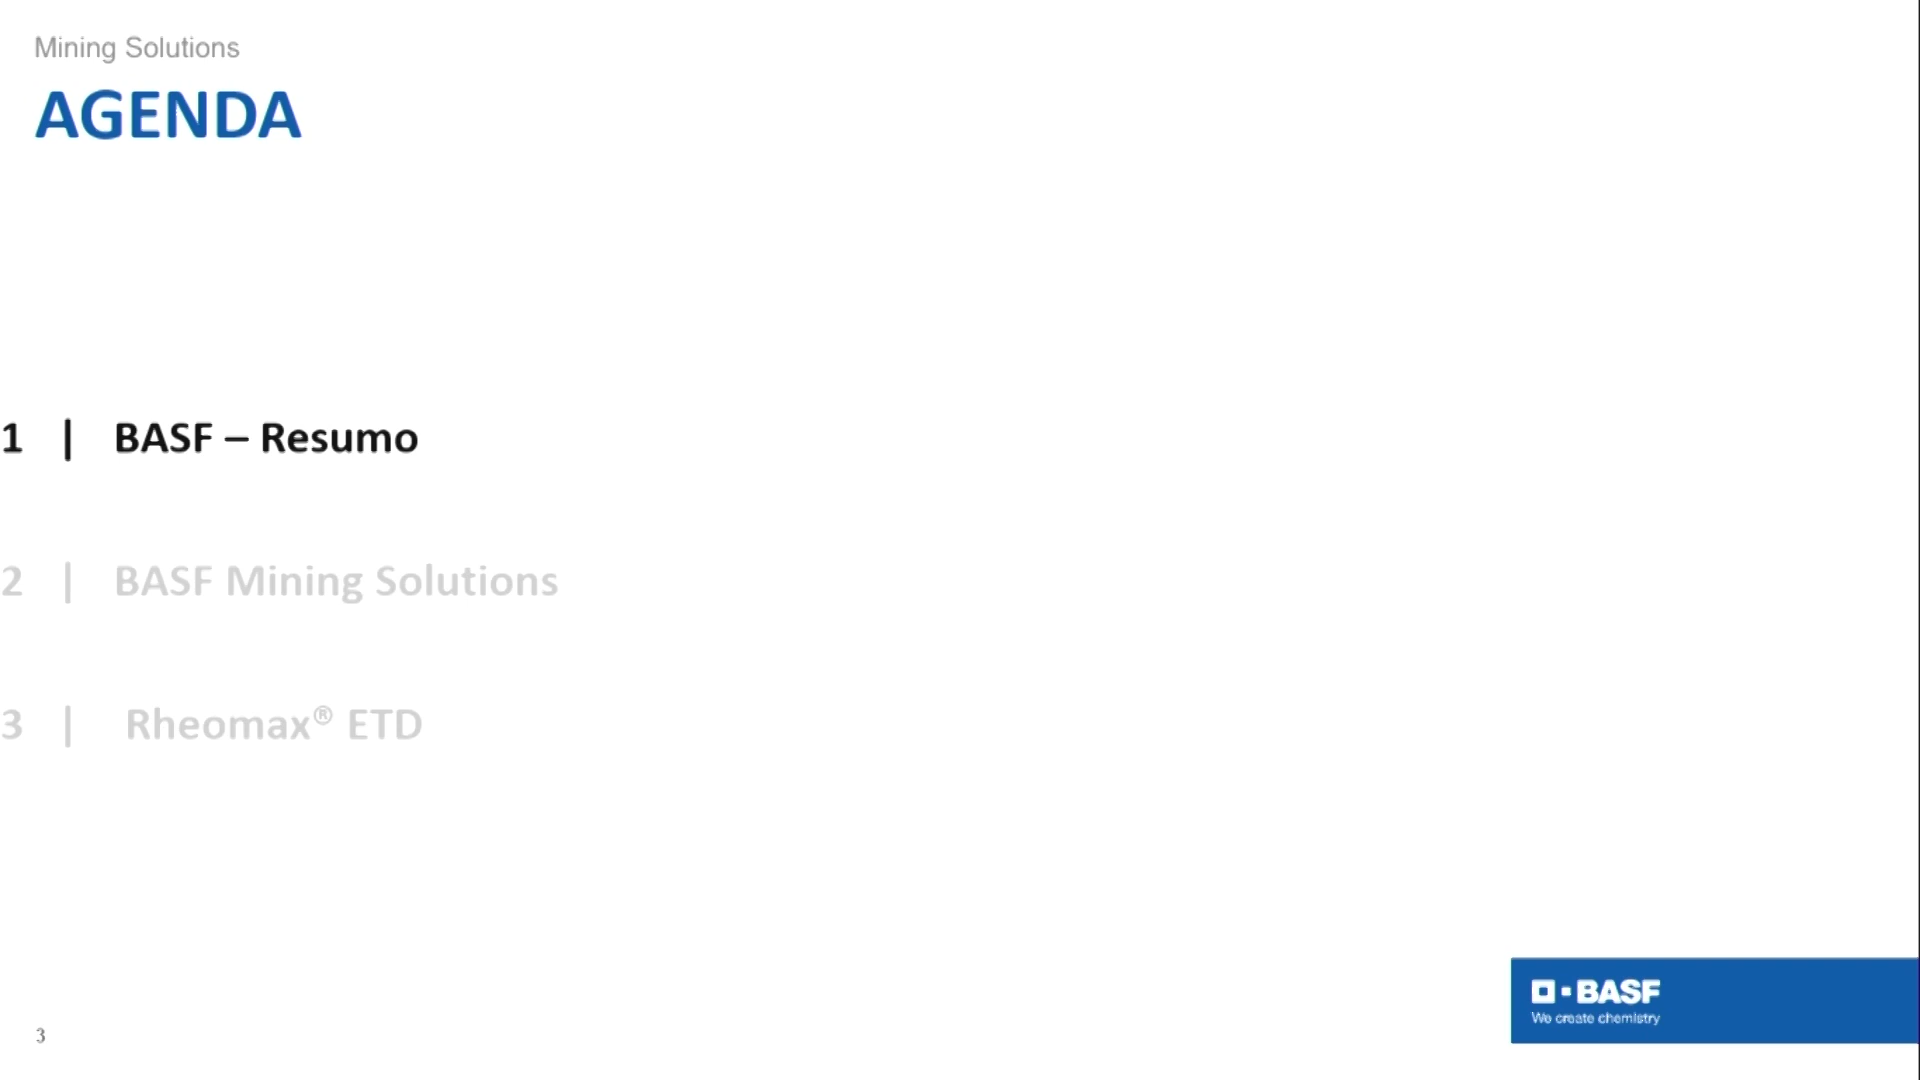 Mining Solutions
AGENDA
1 | BASF – Resumo
2 | BASF Mining Solutions
3 | Rheomax® ETD
BASF
We create chemistry
3